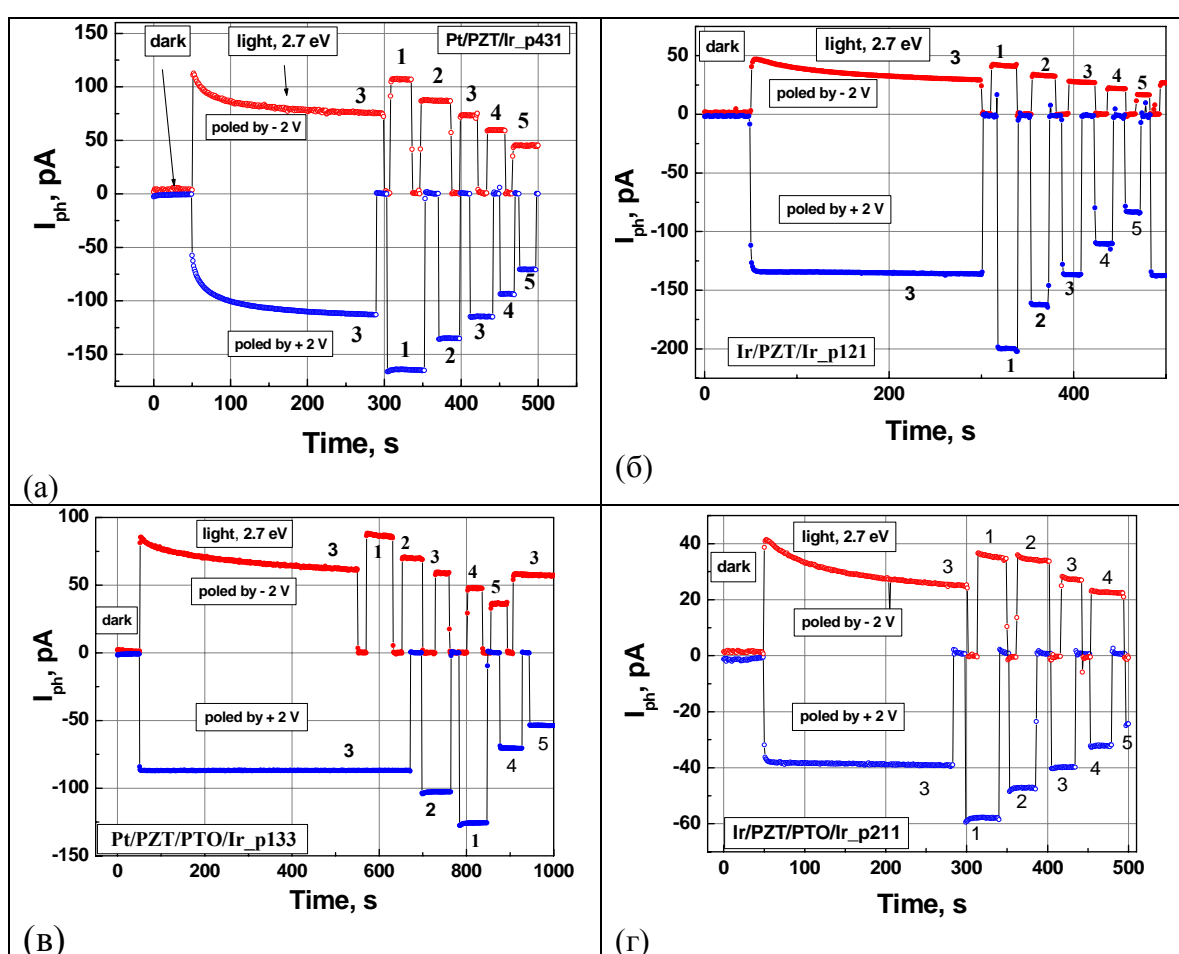 150
100
50
0
-50
-100
-150
I_ph, pA
dark
light, 2.7 eV
Pt/PZT/Ir_p431
1
2
3
3
4
5
poled by - 2 V
poled by + 2 V
3
1
2
3
4
5
0 100 200 300 400 500
Time, s
(а)
50
0
-50
-100
-150
-200
I_ph, pA
dark
light, 2.7 eV
3
1
2
3
4
5
poled by - 2 V
poled by + 2 V
3
1
2
3
4
5
Ir/PZT/Ir_p121
0 200 400
Time, s
(б)
100
50
0
-50
-100
-150
I_ph, pA
dark
light, 2.7 eV
3
1
2
3
4
5
3
poled by - 2 V
poled by + 2 V
3
2
1
4
5
Pt/PZT/PTO/Ir_p133
0 200 400 600 800 1000
Time, s
(в)
40
20
0
-20
-40
-60
I_ph, pA
dark
light, 2.7 eV
3
1
2
3
4
poled by - 2 V
poled by + 2 V
3
1
2
3
4
5
Ir/PZT/PTO/Ir_p211
0 100 200 300 400 500
Time, s
(г)